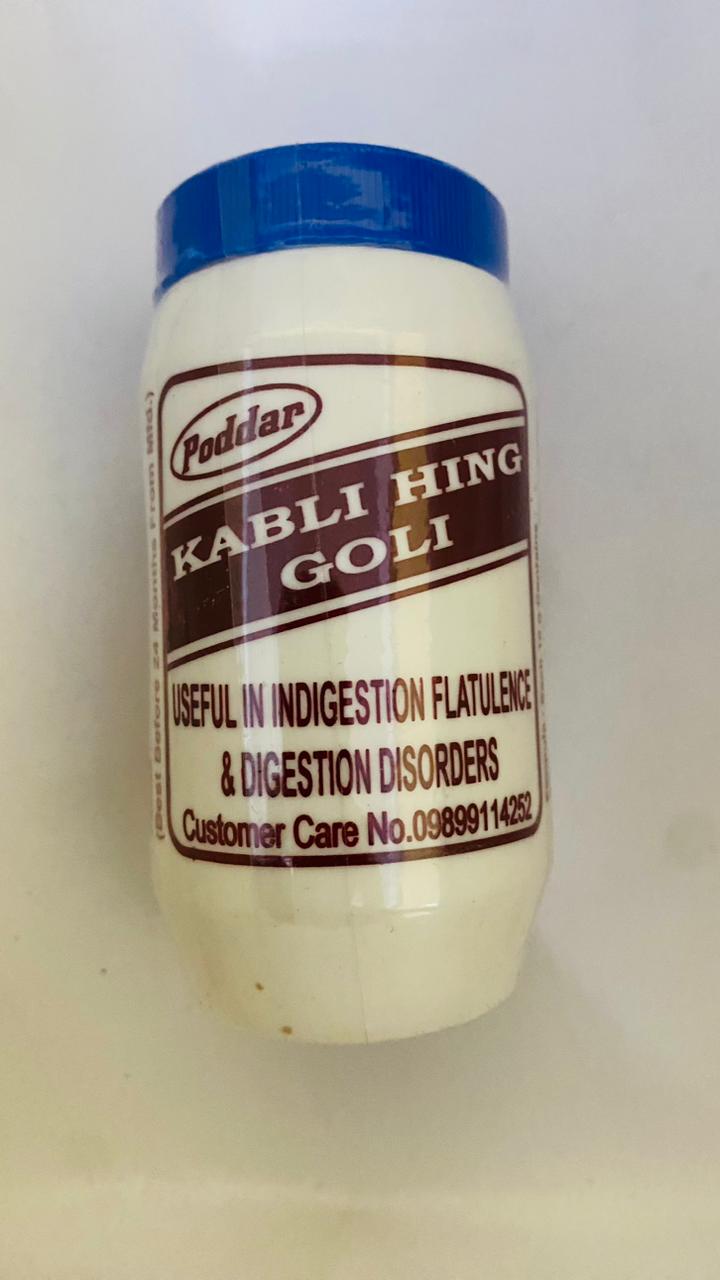 Poddar
KABLI HING
GOLI
USEFUL IN INDIGESTION FLATULENCE
& DIGESTION DISORDERS
Customer Care No.09899114252
(Best Before 24 Months From Mfd.)